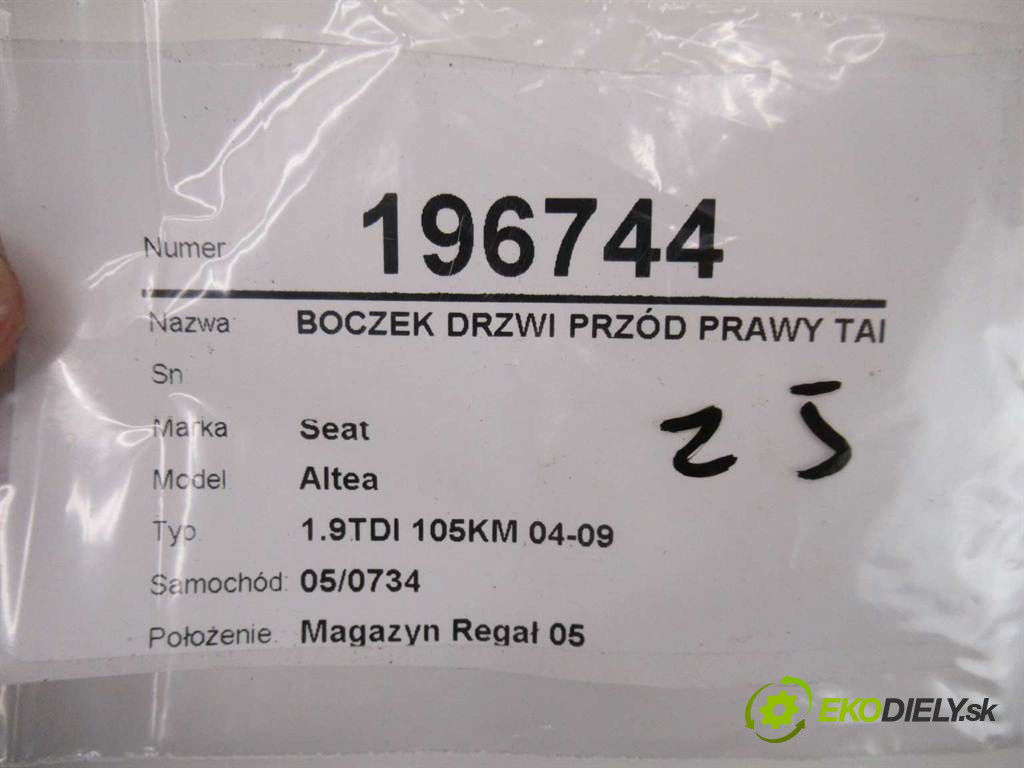 Numer 196744
Nazwa BOCZEK DRZWI PRZÓD PRAWY TAI
Sn
Marka Seat
Model Altea
Typ 1.9TDI 105KM 04-09
Samochód: 05/0734
Położenie Magazyn Regał 05
25
EKODIELY.sk